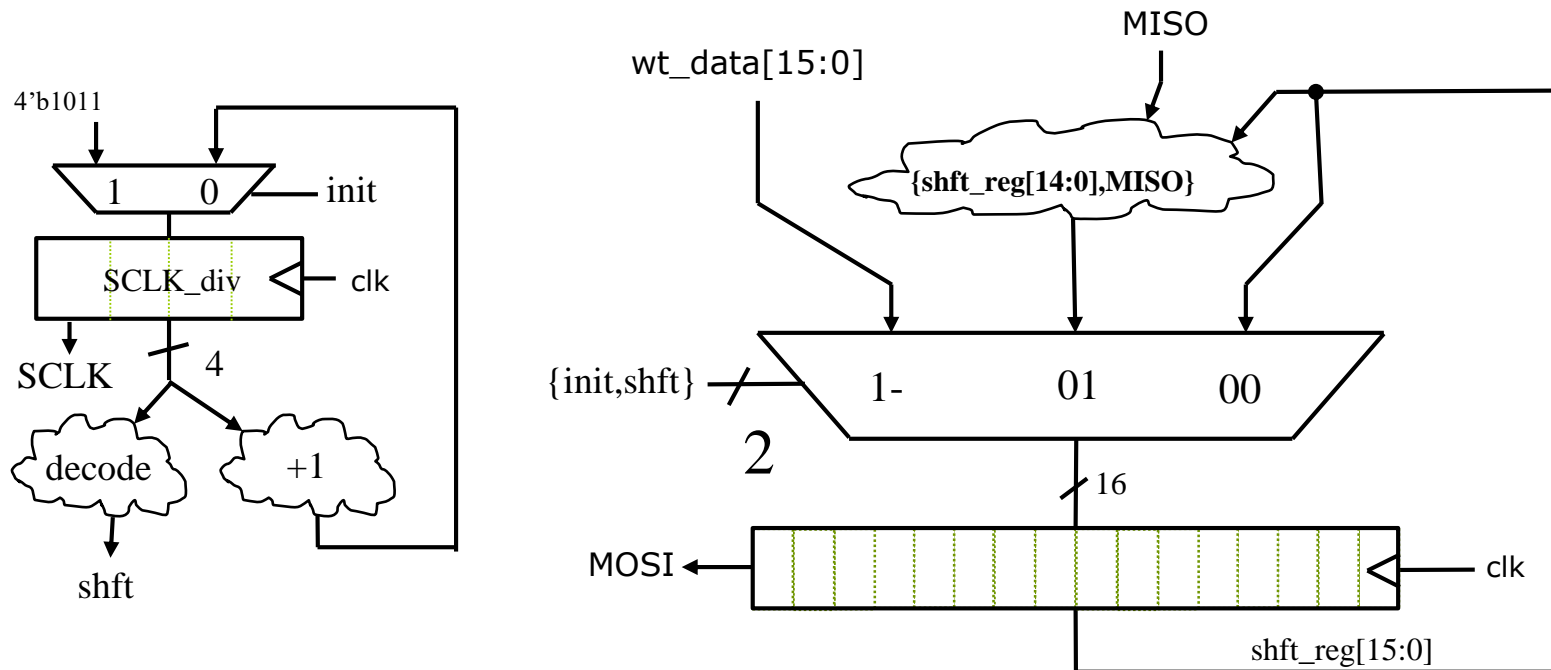 4’b1011
1 0
init
SCLK_div
clk
SCLK
4
decode
+1
shft
MISO
wt_data[15:0]
{shft_reg[14:0],MISO}
{init,shft}
2
1- 01 00
16
MOSI
clk
shft_reg[15:0]